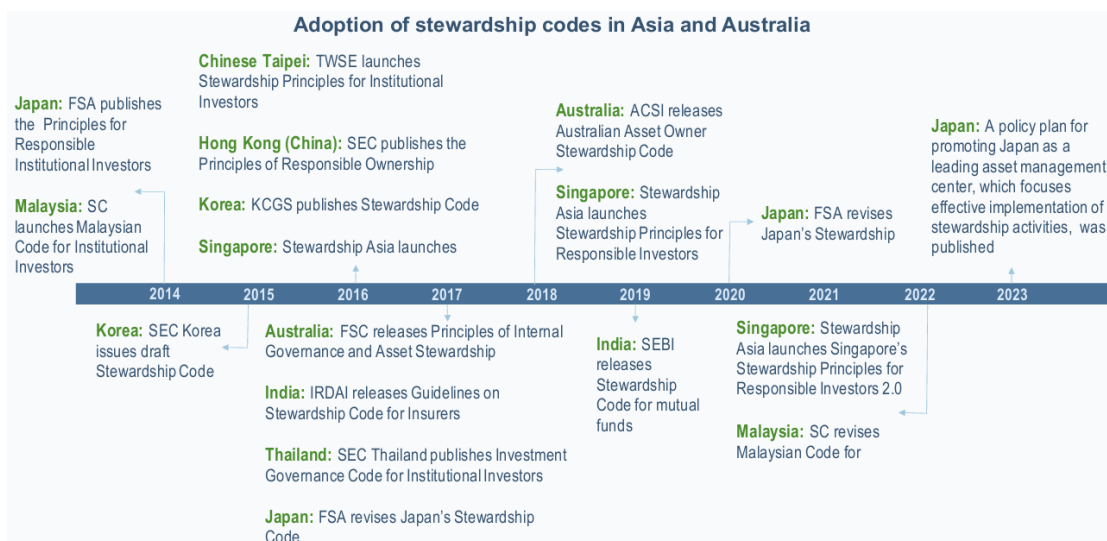 Adoption of stewardship codes in Asia and Australia
Japan: FSA publishes
the Principles for
Responsible
Institutional Investors
Malaysia: SC
launches Malaysian
Code for Institutional
Investors
Chinese Taipei: TWSE launches
Stewardship Principles for Institutional
Investors
Hong Kong (China): SEC publishes the
Principles of Responsible Ownership
Korea: KCGS publishes Stewardship Code
Singapore: Stewardship Asia launches
Australia: ACSI releases
Australian Asset Owner
Stewardship Code
Singapore: Stewardship
Asia launches
Stewardship Principles for
Responsible Investors
Japan: FSA revises
Japan's Stewardship
Japan: A policy plan for
promoting Japan as a
leading asset management
center, which focuses
effective implementation of
stewardship activities, was
published
2014 2015 2016 2017 2018 2019 2020 2021 2022 2023
Korea: SEC Korea
issues draft
Stewardship Code
Australia: FSC releases Principles of Internal
Governance and Asset Stewardship
India: IRDAI releases Guidelines on
Stewardship Code for Insurers
Thailand: SEC Thailand publishes Investment
Governance Code for Institutional Investors
Japan: FSA revises Japan's Stewardship
Code
India: SEBI
releases
Stewardship
Code for mutual
funds
Singapore: Stewardship
Asia launches Singapore's
Stewardship Principles for
Responsible Investors 2.0
Malaysia: SC revises
Malaysian Code for